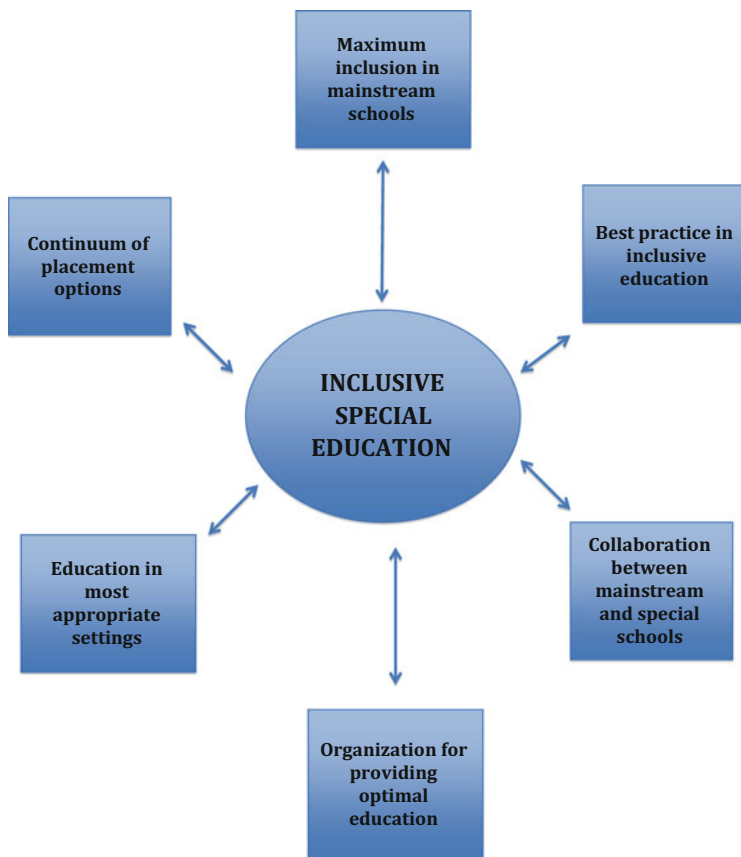 Maximum
inclusion in
mainstream
schools
Continuum of
placement
options
Best practice in
inclusive
education
INCLUSIVE
SPECIAL
EDUCATION
Education in
most
appropriate
settings
Collaboration
between
mainstream
and special
schools
Organization for
providing
optimal
education